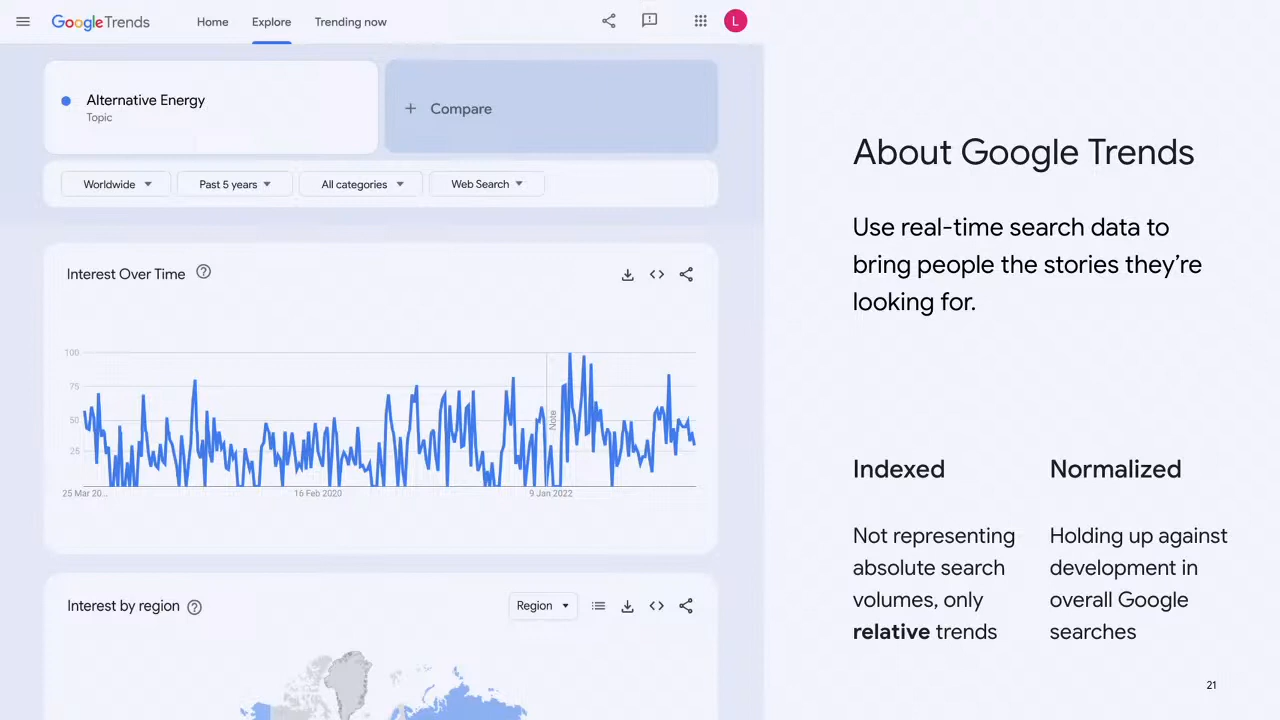 Google Trends
Home
Explore
Trending now
L
Alternative Energy
Topic
+ Compare
Worldwide
Past 5 years
All categories
Web Search
Interest Over Time
100
75
50
25
Note
25 Mar 20...
16 Feb 2020
9 Jan 2022
Interest by region
Region
About Google Trends
Use real-time search data to
bring people the stories they’re
looking for.
Indexed
Not representing
absolute search
volumes, only
relative trends
Normalized
Holding up against
development in
overall Google
searches
21